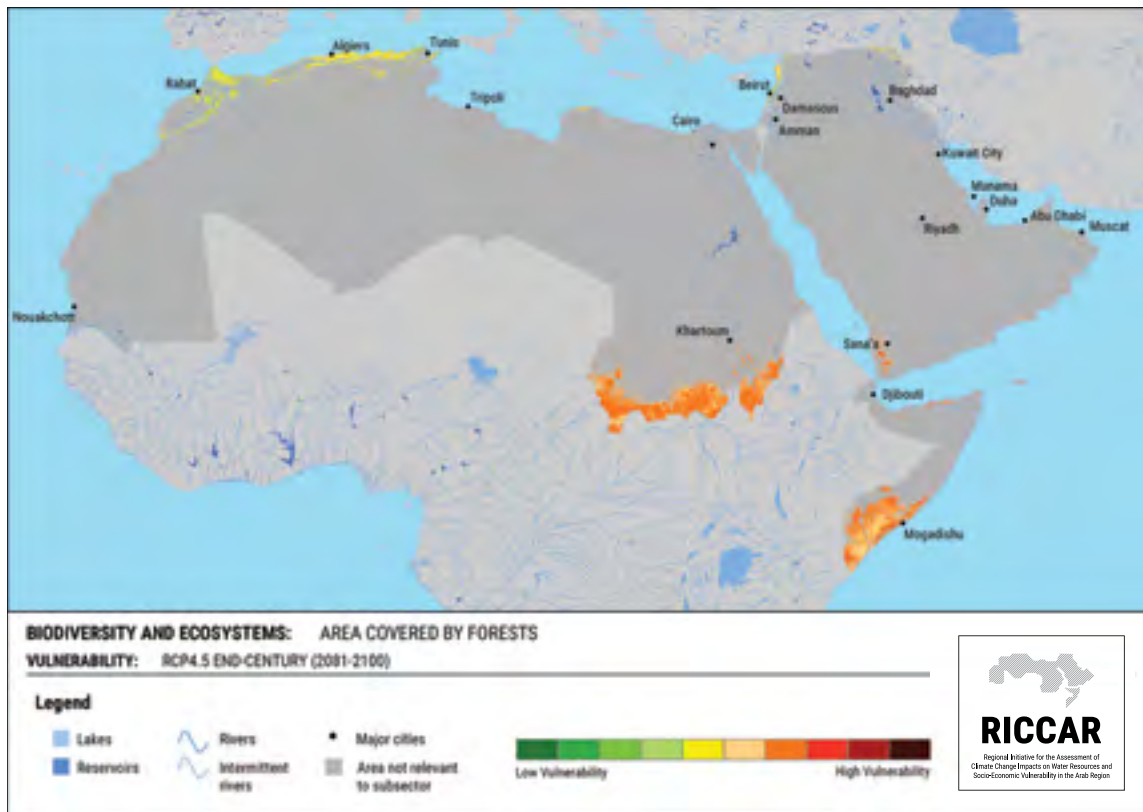 Algiers
Tunis
Rabat
Tripoli
Beirut
Damascus
Amman
Baghdad
Cairo
Kuwait City
Manama
Doha
Abu Dhabi
Muscat
Riyadh
Nouakchott
Khartoum
Sana'a
Djibouti
Mogadishu
BIODIVERSITY AND ECOSYSTEMS: AREA COVERED BY FORESTS
VULNERABILITY: RCP4.5 END-CENTURY (2081-2100)
Legend
Lakes
Rivers
Major cities
Reservoirs
Intermittent
rivers
Area not relevant
to subsector
Low Vulnerability
High Vulnerability
RICCAR
Regional Initiative for the Assessment of
Climate Change Impacts on Water Resources and
Socio-Economic Vulnerability in the Arab Region